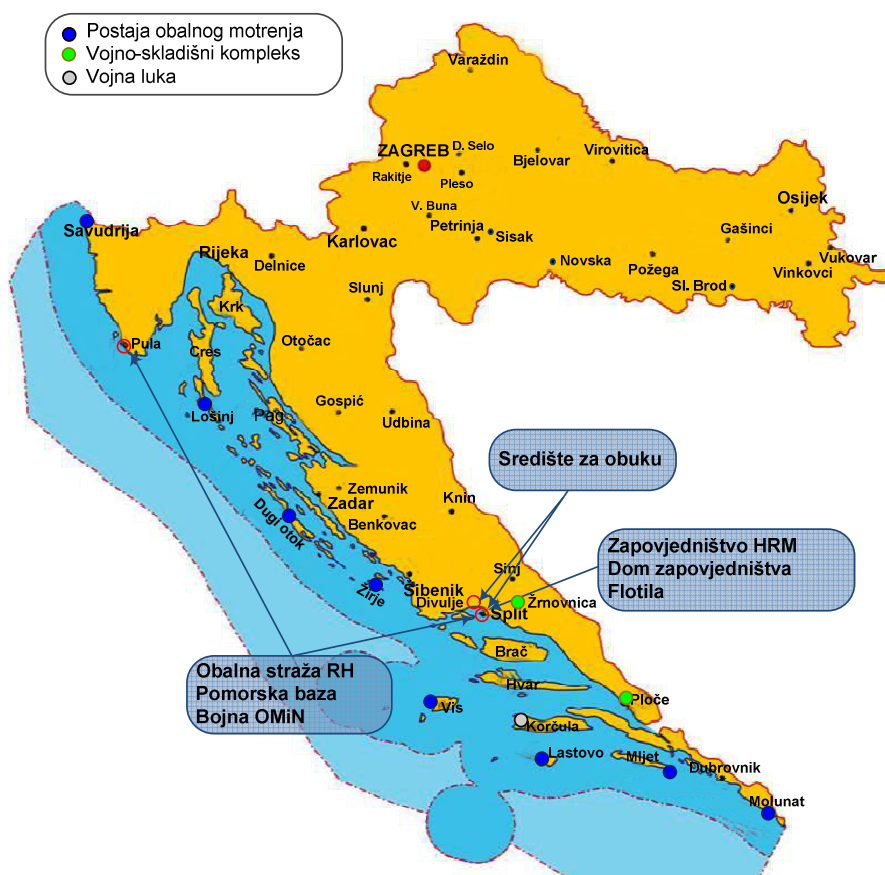 Postaja obalnog motrenja
Vojno-skladišni kompleks
Vojna luka
Varaždin
ZAGREB
D. Selo
Bjelovar
Virovitica
Rakitje
Pleso
Osijek
V. Buna
Petrinja
Sisak
Gašinci
Savudrija
Karlovac
Rijeka
Delnice
Novska
Požega
Vukovar
Vinkovci
Sl. Brod
Slunj
Krk
Pula
Cres
Otočac
Lošinj
Pag
Gospić
Udbina
Središte za obuku
Zemunik
Zadar
Knin
Benkovac
Dugi otok
Zapovjedništvo HRM
Dom zapovjedništva
Flotila
Sinj
Žirje
Šibenik
Divulje
Žrnovica
Split
Brač
Obalna straža RH
Pomorska baza
Bojna OMiN
Hvar
Vis
Ploče
Korčula
Lastovo
Mljet
Dubrovnik
Molunat